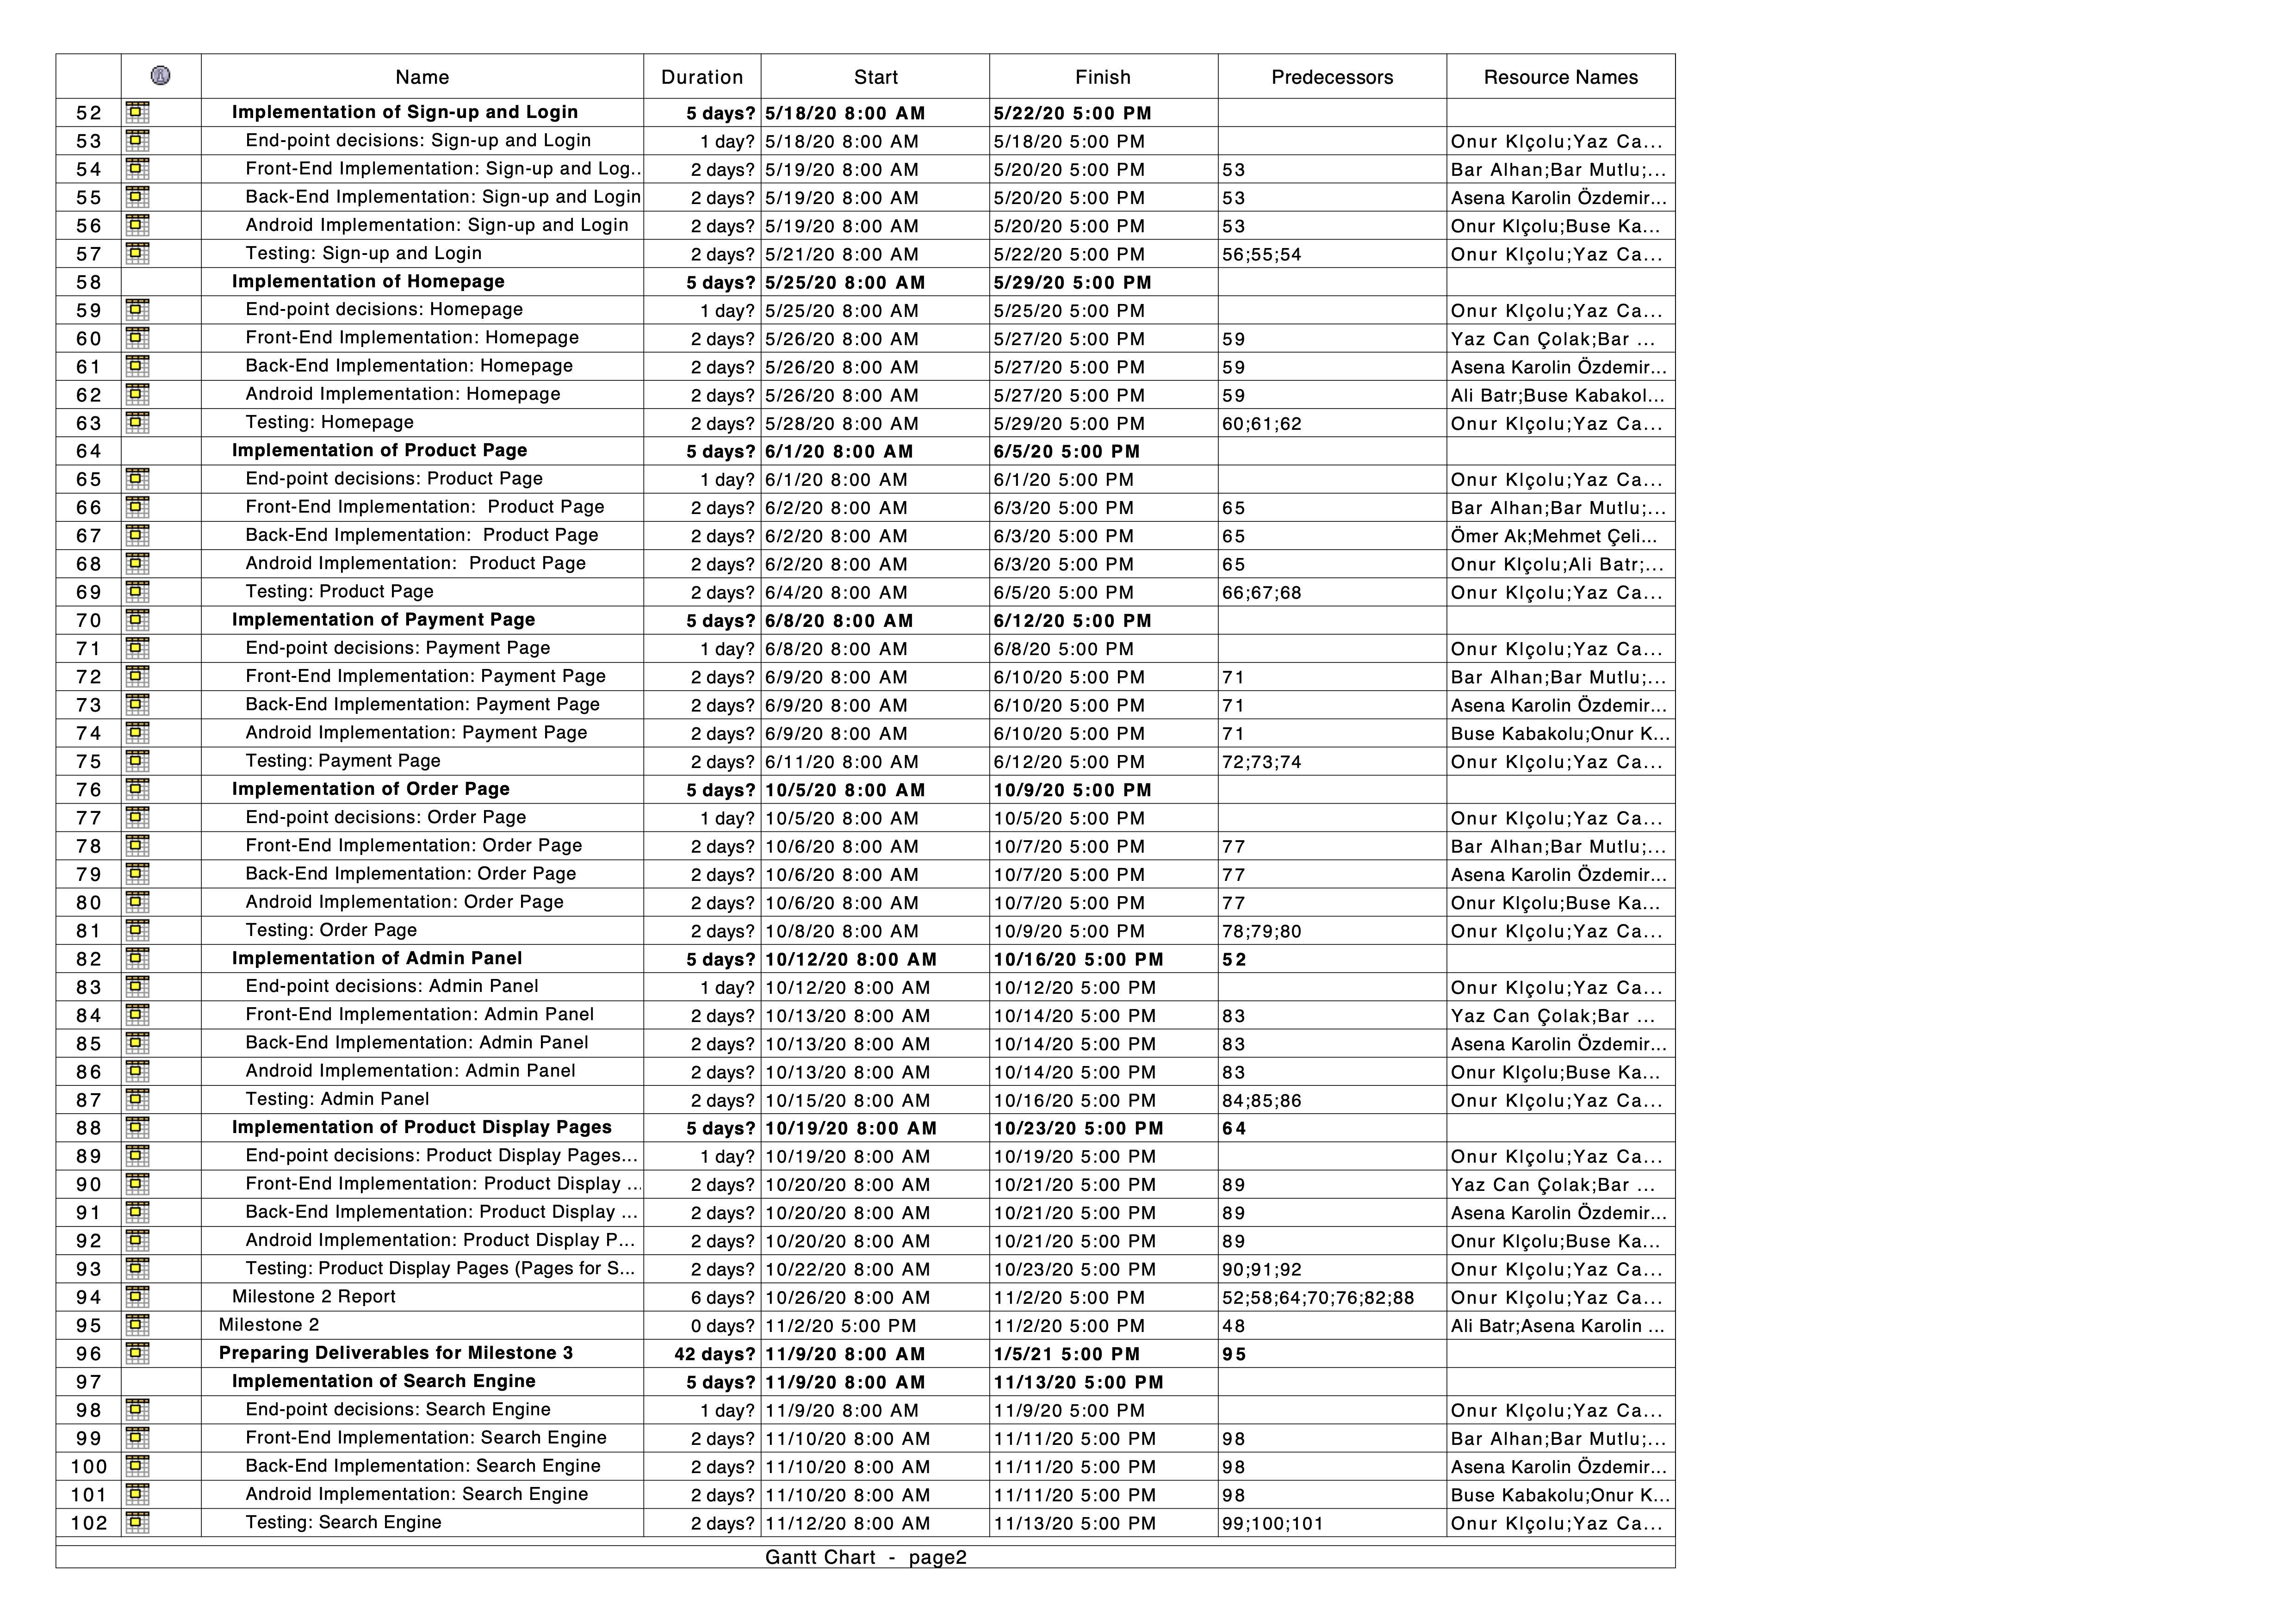 Name Duration Start Finish Predecessors Resource Names
52 Implementation of Sign-up and Login 5 days? 5/18/20 8:00 AM 5/22/20 5:00 PM
53 End-point decisions: Sign-up and Login 1 day? 5/18/20 8:00 AM 5/18/20 5:00 PM Onur Klçolu;Yaz Ca...
54 Front-End Implementation: Sign-up and Log... 2 days? 5/19/20 8:00 AM 5/20/20 5:00 PM 53 Bar Alhan;Bar Mutlu;...
55 Back-End Implementation: Sign-up and Login 2 days? 5/19/20 8:00 AM 5/20/20 5:00 PM 53 Asena Karolin Özdemir...
56 Android Implementation: Sign-up and Login 2 days? 5/19/20 8:00 AM 5/20/20 5:00 PM 53 Onur Klçolu;Buse Ka...
57 Testing: Sign-up and Login 2 days? 5/21/20 8:00 AM 5/22/20 5:00 PM 56;55;54 Onur Klçolu;Yaz Ca...
58 Implementation of Homepage 5 days? 5/25/20 8:00 AM 5/29/20 5:00 PM
59 End-point decisions: Homepage 1 day? 5/25/20 8:00 AM 5/25/20 5:00 PM Onur Klçolu;Yaz Ca...
60 Front-End Implementation: Homepage 2 days? 5/26/20 8:00 AM 5/27/20 5:00 PM 59 Yaz Can Çolak;Bar ...
61 Back-End Implementation: Homepage 2 days? 5/26/20 8:00 AM 5/27/20 5:00 PM 59 Asena Karolin Özdemir...
62 Android Implementation: Homepage 2 days? 5/26/20 8:00 AM 5/27/20 5:00 PM 59 Ali Batr;Buse Kabakol...
63 Testing: Homepage 2 days? 5/28/20 8:00 AM 5/29/20 5:00 PM 60;61;62 Onur Klçolu;Yaz Ca...
64 Implementation of Product Page 5 days? 6/1/20 8:00 AM 6/5/20 5:00 PM
65 End-point decisions: Product Page 1 day? 6/1/20 8:00 AM 6/1/20 5:00 PM Onur Klçolu;Yaz Ca...
66 Front-End Implementation:  Product Page 2 days? 6/2/20 8:00 AM 6/3/20 5:00 PM 65 Bar Alhan;Bar Mutlu;...
67 Back-End Implementation:  Product Page 2 days? 6/2/20 8:00 AM 6/3/20 5:00 PM 65 Ömer Ak;Mehmet Çeli...
68 Android Implementation:  Product Page 2 days? 6/2/20 8:00 AM 6/3/20 5:00 PM 65 Onur Klçolu;Ali Batr;...
69 Testing: Product Page 2 days? 6/4/20 8:00 AM 6/5/20 5:00 PM 66;67;68 Onur Klçolu;Yaz Ca...
70 Implementation of Payment Page 5 days? 6/8/20 8:00 AM 6/12/20 5:00 PM
71 End-point decisions: Payment Page 1 day? 6/8/20 8:00 AM 6/8/20 5:00 PM Onur Klçolu;Yaz Ca...
72 Front-End Implementation: Payment Page 2 days? 6/9/20 8:00 AM 6/10/20 5:00 PM 71 Bar Alhan;Bar Mutlu;...
73 Back-End Implementation: Payment Page 2 days? 6/9/20 8:00 AM 6/10/20 5:00 PM 71 Asena Karolin Özdemir...
74 Android Implementation: Payment Page 2 days? 6/9/20 8:00 AM 6/10/20 5:00 PM 71 Buse Kabakolu;Onur K...
75 Testing: Payment Page 2 days? 6/11/20 8:00 AM 6/12/20 5:00 PM 72;73;74 Onur Klçolu;Yaz Ca...
76 Implementation of Order Page 5 days? 10/5/20 8:00 AM 10/9/20 5:00 PM
77 End-point decisions: Order Page 1 day? 10/5/20 8:00 AM 10/5/20 5:00 PM Onur Klçolu;Yaz Ca...
78 Front-End Implementation: Order Page 2 days? 10/6/20 8:00 AM 10/7/20 5:00 PM 77 Bar Alhan;Bar Mutlu;...
79 Back-End Implementation: Order Page 2 days? 10/6/20 8:00 AM 10/7/20 5:00 PM 77 Asena Karolin Özdemir...
80 Android Implementation: Order Page 2 days? 10/6/20 8:00 AM 10/7/20 5:00 PM 77 Onur Klçolu;Buse Ka...
81 Testing: Order Page 2 days? 10/8/20 8:00 AM 10/9/20 5:00 PM 78;79;80 Onur Klçolu;Yaz Ca...
82 Implementation of Admin Panel 5 days? 10/12/20 8:00 AM 10/16/20 5:00 PM 52
83 End-point decisions: Admin Panel 1 day? 10/12/20 8:00 AM 10/12/20 5:00 PM Onur Klçolu;Yaz Ca...
84 Front-End Implementation: Admin Panel 2 days? 10/13/20 8:00 AM 10/14/20 5:00 PM 83 Yaz Can Çolak;Bar ...
85 Back-End Implementation: Admin Panel 2 days? 10/13/20 8:00 AM 10/14/20 5:00 PM 83 Asena Karolin Özdemir...
86 Android Implementation: Admin Panel 2 days? 10/13/20 8:00 AM 10/14/20 5:00 PM 83 Onur Klçolu;Buse Ka...
87 Testing: Admin Panel 2 days? 10/15/20 8:00 AM 10/16/20 5:00 PM 84;85;86 Onur Klçolu;Yaz Ca...
88 Implementation of Product Display Pages 5 days? 10/19/20 8:00 AM 10/23/20 5:00 PM 64
89 End-point decisions: Product Display Pages... 1 day? 10/19/20 8:00 AM 10/19/20 5:00 PM Onur Klçolu;Yaz Ca...
90 Front-End Implementation: Product Display ... 2 days? 10/20/20 8:00 AM 10/21/20 5:00 PM 89 Yaz Can Çolak;Bar ...
91 Back-End Implementation: Product Display ... 2 days? 10/20/20 8:00 AM 10/21/20 5:00 PM 89 Asena Karolin Özdemir...
92 Android Implementation: Product Display P... 2 days? 10/20/20 8:00 AM 10/21/20 5:00 PM 89 Onur Klçolu;Buse Ka...
93 Testing: Product Display Pages (Pages for S... 2 days? 10/22/20 8:00 AM 10/23/20 5:00 PM 90;91;92 Onur Klçolu;Yaz Ca...
94 Milestone 2 Report 6 days? 10/26/20 8:00 AM 11/2/20 5:00 PM 52;58;64;70;76;82;88 Onur Klçolu;Yaz Ca...
95 Milestone 2 0 days? 11/2/20 5:00 PM 11/2/20 5:00 PM 48 Ali Batr;Asena Karolin ...
96 Preparing Deliverables for Milestone 3 42 days? 11/9/20 8:00 AM 1/5/21 5:00 PM 95
97 Implementation of Search Engine 5 days? 11/9/20 8:00 AM 11/13/20 5:00 PM
98 End-point decisions: Search Engine 1 day? 11/9/20 8:00 AM 11/9/20 5:00 PM Onur Klçolu;Yaz Ca...
99 Front-End Implementation: Search Engine 2 days? 11/10/20 8:00 AM 11/11/20 5:00 PM 98 Bar Alhan;Bar Mutlu;...
100 Back-End Implementation: Search Engine 2 days? 11/10/20 8:00 AM 11/11/20 5:00 PM 98 Asena Karolin Özdemir...
101 Android Implementation: Search Engine 2 days? 11/10/20 8:00 AM 11/11/20 5:00 PM 98 Buse Kabakolu;Onur K...
102 Testing: Search Engine 2 days? 11/12/20 8:00 AM 11/13/20 5:00 PM 99;100;101 Onur Klçolu;Yaz Ca...
Gantt Chart - page2